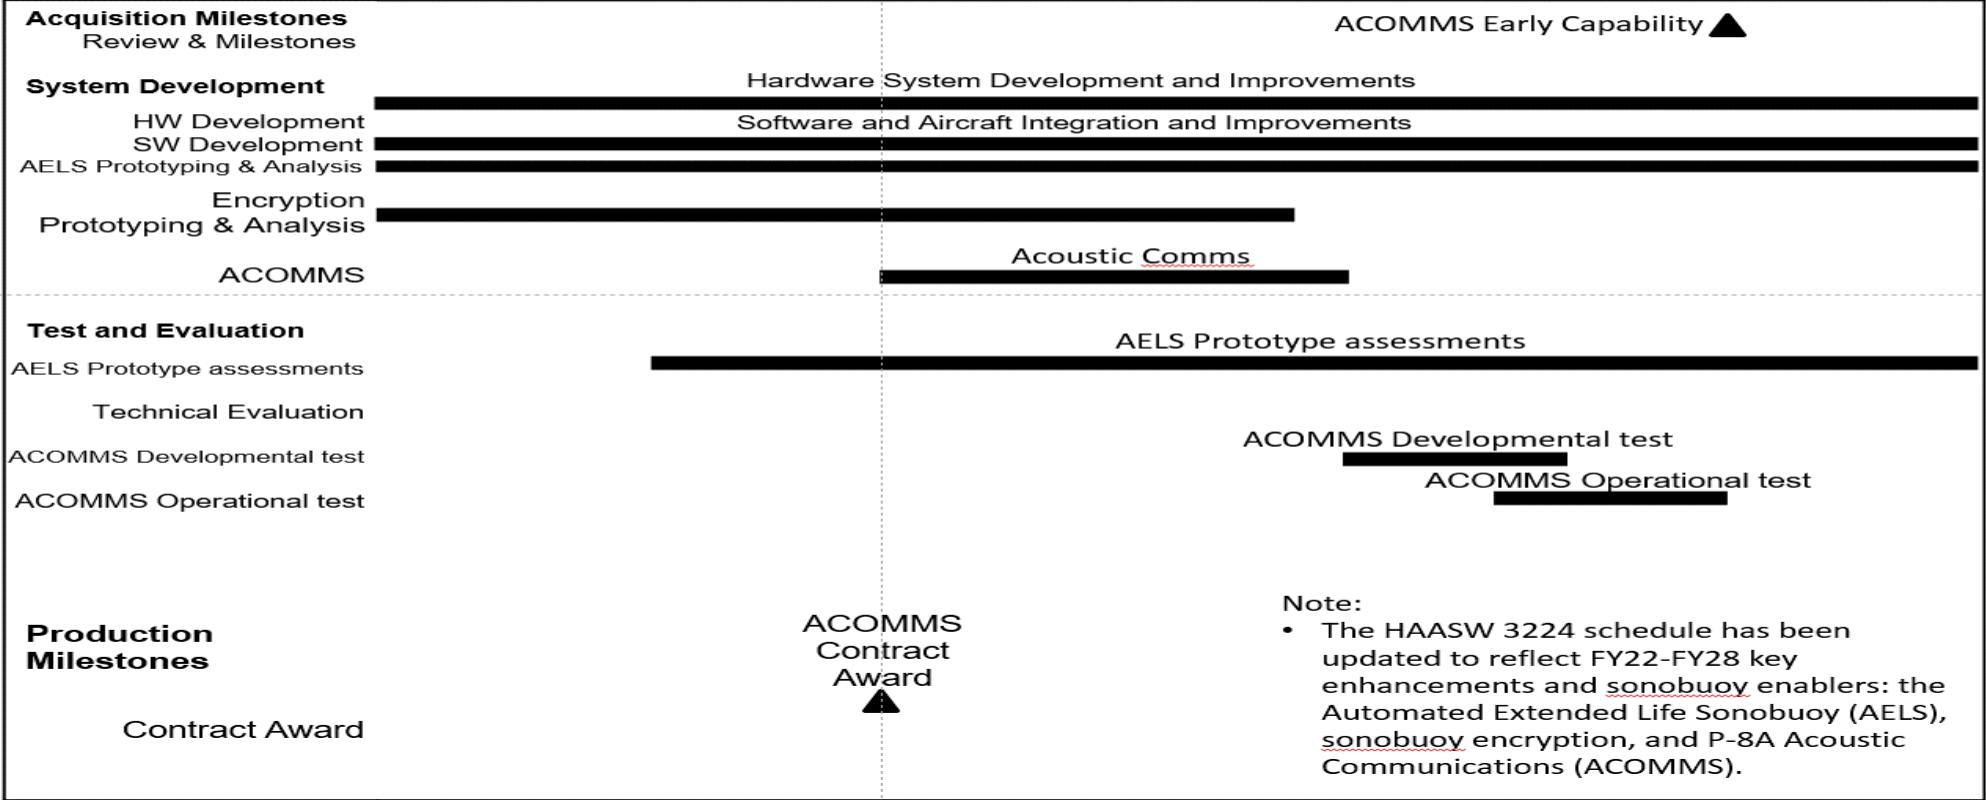 Acquisition Milestones
Review & Milestones
ACOMMS Early Capability
System Development
Hardware System Development and Improvements
HW Development
Software and Aircraft Integration and Improvements
SW Development
AELS Prototyping & Analysis
Encryption
Prototyping & Analysis
Acoustic Comms
ACOMMS
Test and Evaluation
AELS Prototype assessments
AELS Prototype assessments
Technical Evaluation
ACOMMS Developmental test
ACOMMS Developmental test
ACOMMS Operational test
ACOMMS Operational test
Production
Milestones
ACOMMS
Contract
Award
Contract Award
Note:
• The HAASW 3224 schedule has been
updated to reflect FY22-FY28 key
enhancements and sonobuoy enablers: the
Automated Extended Life Sonobuoy (AELS),
sonobuoy encryption, and P-8A Acoustic
Communications (ACOMMS).